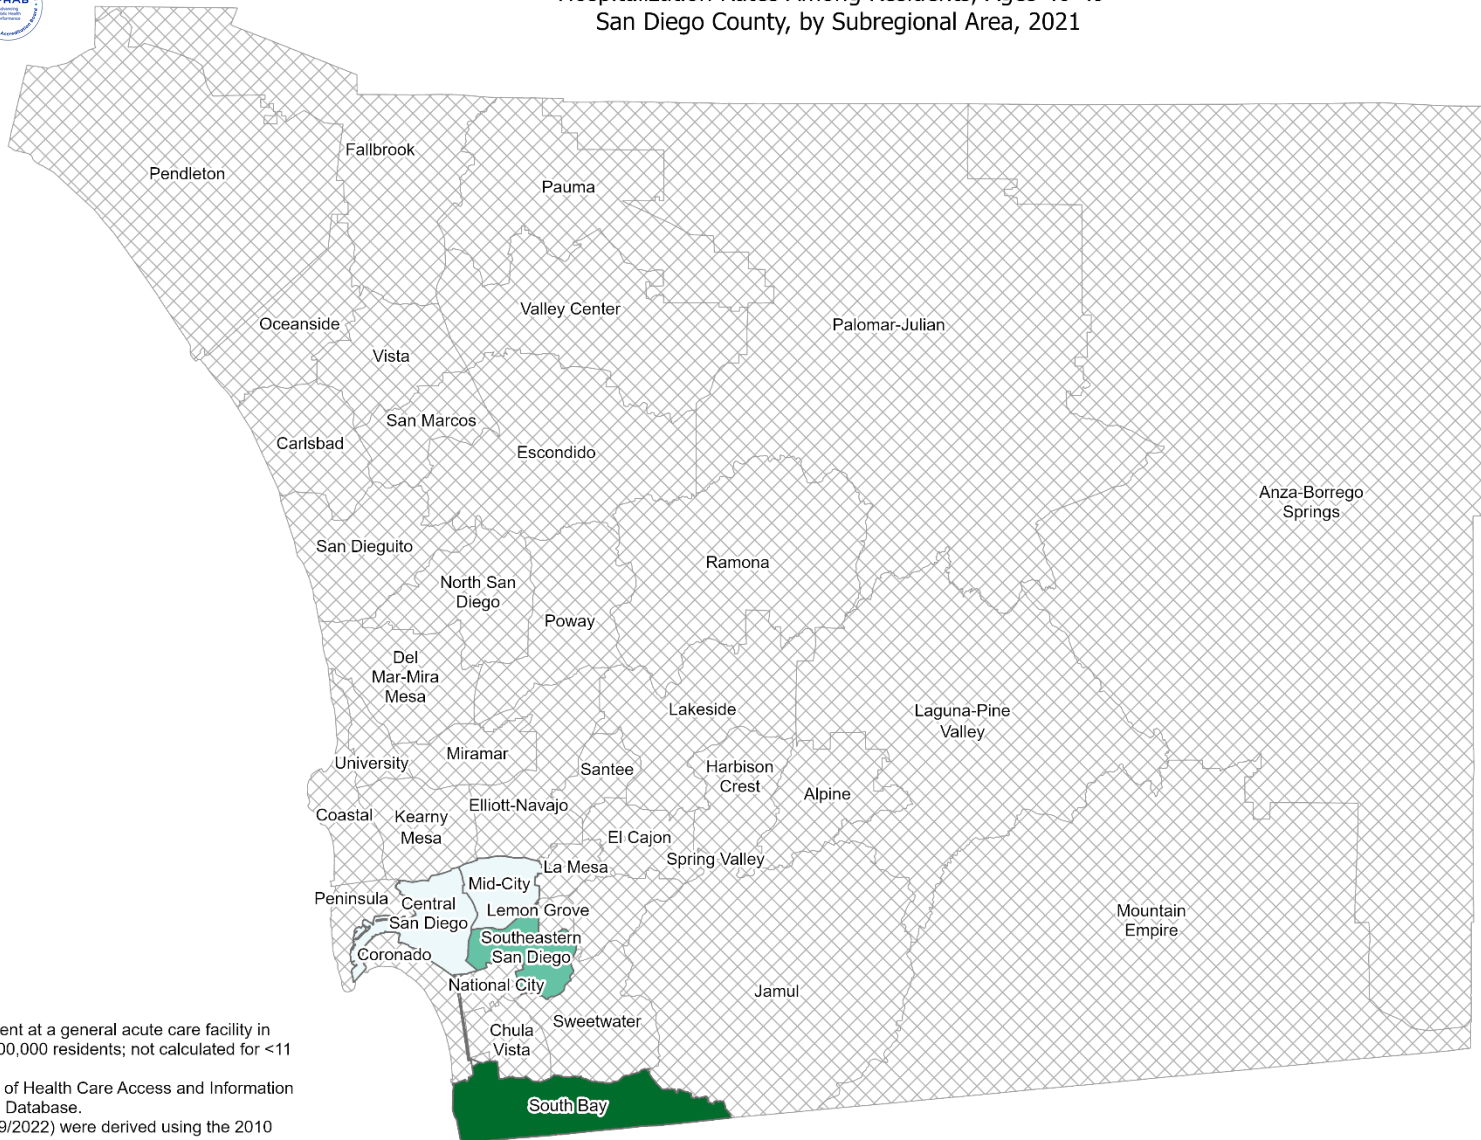 San Diego County, by Subregional Area, 2021
Fallbrook
Pendleton
Pauma
Valley Center
Oceanside
Palomar-Julian
Vista
San Marcos
Carlsbad
Escondido
Anza-Borrego
Springs
San Dieguito
Ramona
North San
Diego
Poway
Del
Mar-Mira
Mesa
Lakeside
Laguna-Pine
Valley
Miramar
University
Santee
Harbison
Crest
Alpine
Elliott-Navajo
Coastal
Kearny
Mesa
El Cajon
Spring Valley
La Mesa
Mid-City
Peninsula
Central
San Diego
Lemon Grove
Mountain
Empire
Southeastern
San Diego
Coronado
National City
Jamul
Sweetwater
Chula
Vista
South Bay
ent at a general acute care facility in
00,000 residents; not calculated for <11
of Health Care Access and Information
Database.
9/2022) were derived using the 2010